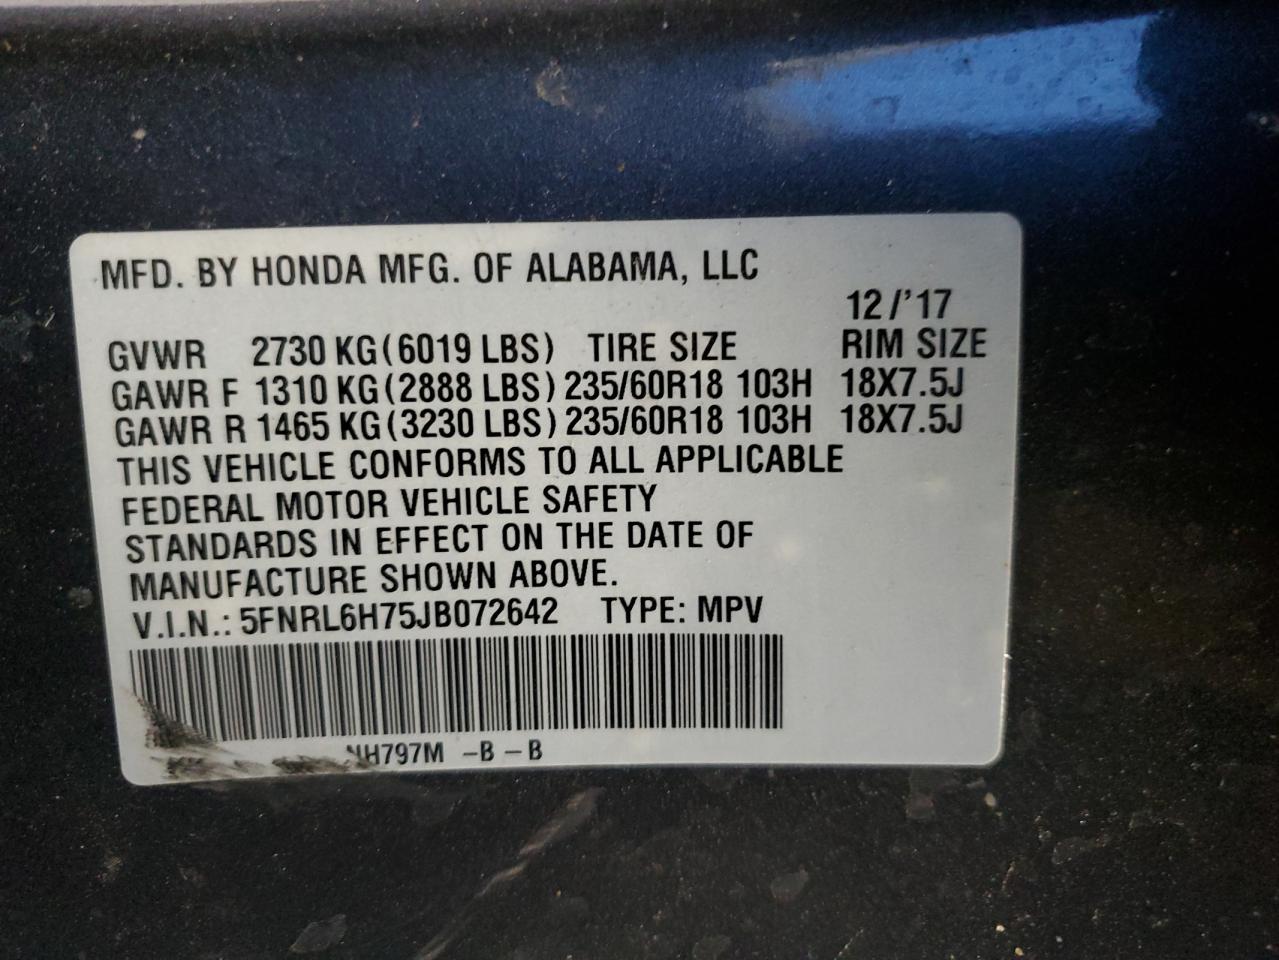 MFD. BY HONDA MFG. OF ALABAMA, LLC
12/'17
GVWR 2730 KG(6019 LBS) TIRE SIZE RIM SIZE
GAWR F 1310 KG(2888 LBS) 235/60R18 103H 18X7.5J
GAWR R 1465 KG(3230 LBS) 235/60R18 103H 18X7.5J
THIS VEHICLE CONFORMS TO ALL APPLICABLE
FEDERAL MOTOR VEHICLE SAFETY
STANDARDS IN EFFECT ON THE DATE OF
MANUFACTURE SHOWN ABOVE.
V.I.N.: 5FNRL6H75JB072642 TYPE: MPV
NH797M -B -B